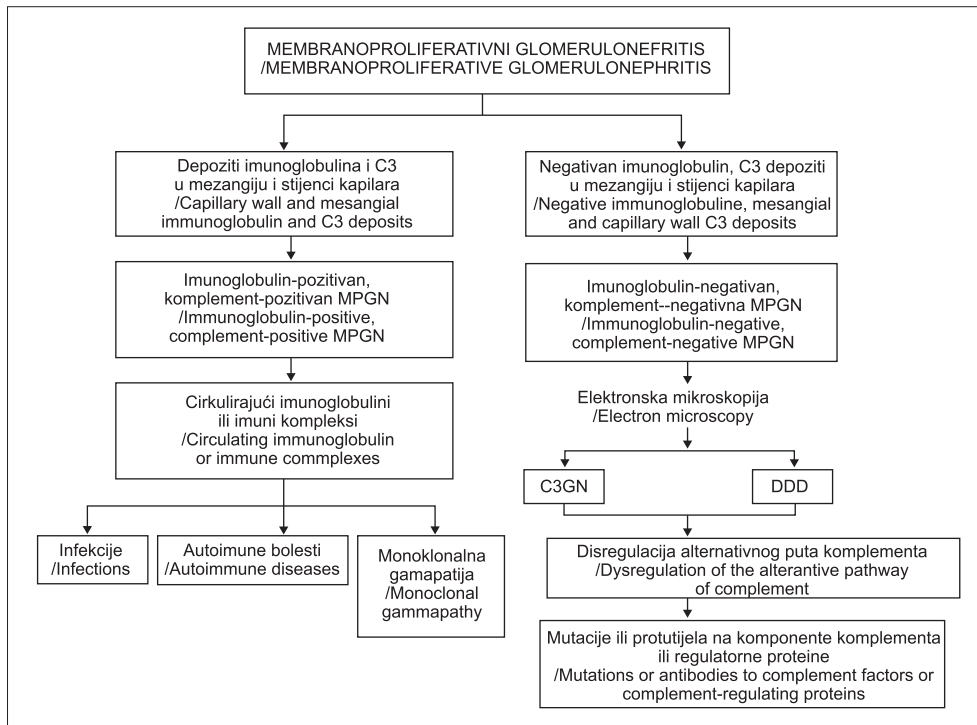 MEMBRANOPROLIFERATIVNI GLOMERULONEFRITIS
/MEMBRANOPROLIFERATIVE GLOMERULONEPHRITIS
Depoziti imunoglobulina i C3
u mezangiju i stijenci kapilara
/Capillary wall and mesangial
immunoglobulin and C3 deposits
Negativan imunoglobulin, C3 depoziti
u mezangiju i stijenci kapilara
/Negative immunoglobuline, mesangial
and capillary wall C3 deposits
Imunoglobulin-pozitivan,
komplement-pozitivan MPGN
/Immunoglobulin-positive,
complement-positive MPGN
Imunoglobulin-negativan,
komplement--negativna MPGN
/Immunoglobulin-negative,
complement-negative MPGN
Cirkulirajući imunoglobulini
ili imuni kompleksi
/Circulating immunoglobulin
or immune commplexes
Elektronska mikroskopija
/Electron microscopy
C3GN
DDD
Infekcije
/Infections
Autoimune bolesti
/Autoimmune diseases
Monoklonalna
gamapatija
/Monoclonal
gammapathy
Disregulacija alternativnog puta komplementa
/Dysregulation of the alterantive pathway
of complement
Mutacije ili protutijela na komponente komplementa
ili regulatorne proteine
/Mutations or antibodies to complement factors or
complement-regulating proteins